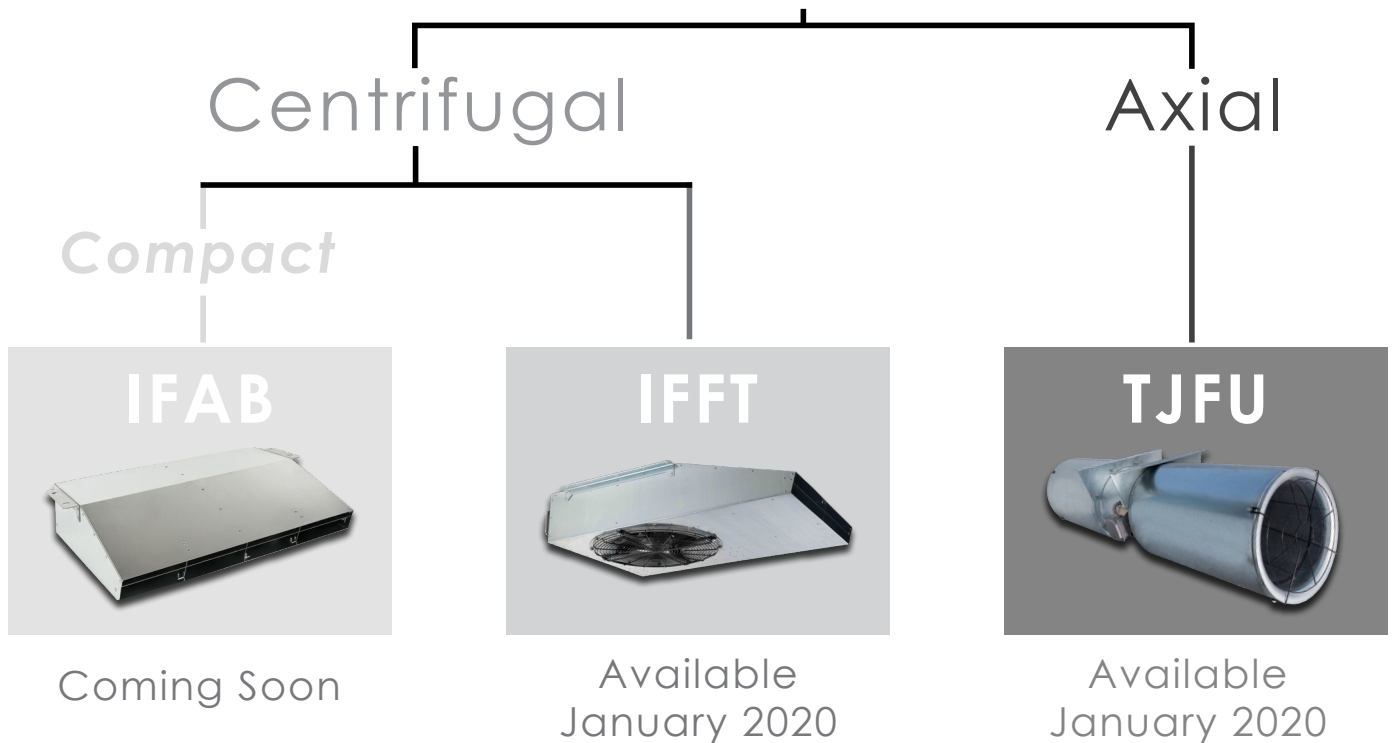 Centrifugal
Axial
Compact
IFAB
IFFT
TJFU
Coming Soon
Available
January 2020
Available
January 2020